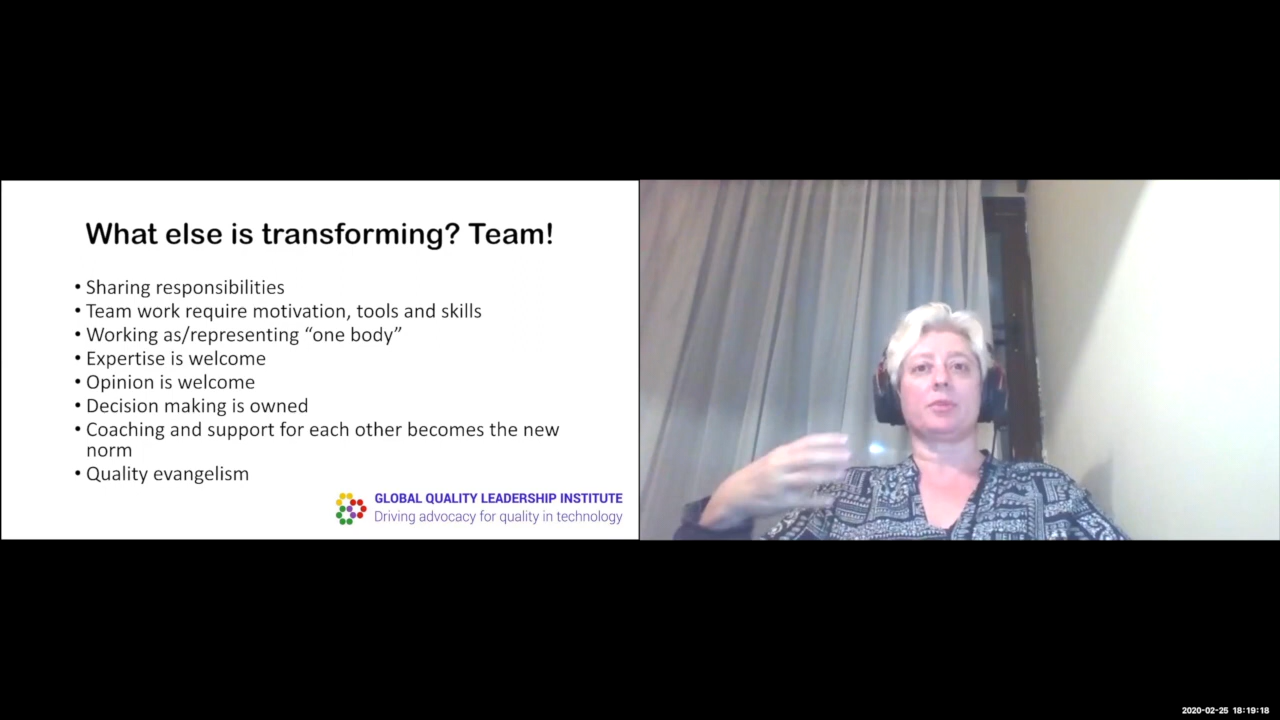 What else is transforming? Team!
• Sharing responsibilities
• Team work require motivation, tools and skills
• Working as/representing “one body”
• Expertise is welcome
• Opinion is welcome
• Decision making is owned
• Coaching and support for each other becomes the new
norm
• Quality evangelism
GLOBAL QUALITY LEADERSHIP INSTITUTE
Driving advocacy for quality in technology
2020-02-25 18:19:18